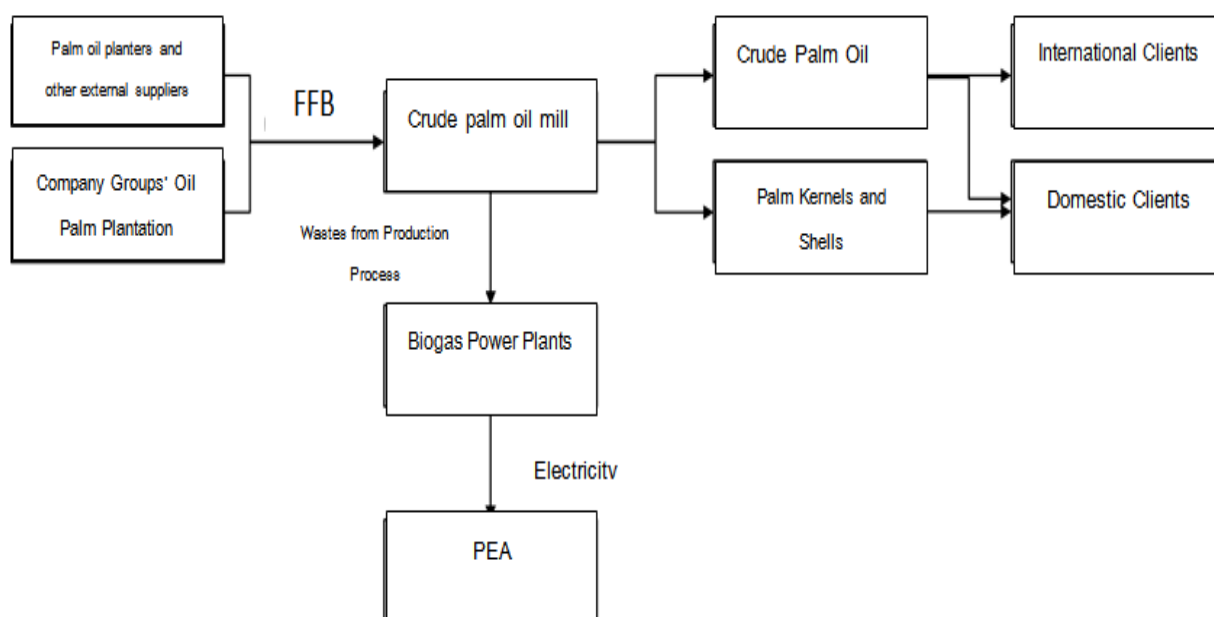 Palm oil planters and
other external suppliers
Company Groups' Oil
Palm Plantation
FFB
Crude palm oil mill
Crude Palm Oil
International Clients
Palm Kernels and
Shells
Domestic Clients
Wastes from Production
Process
Biogas Power Plants
Electricity
PEA